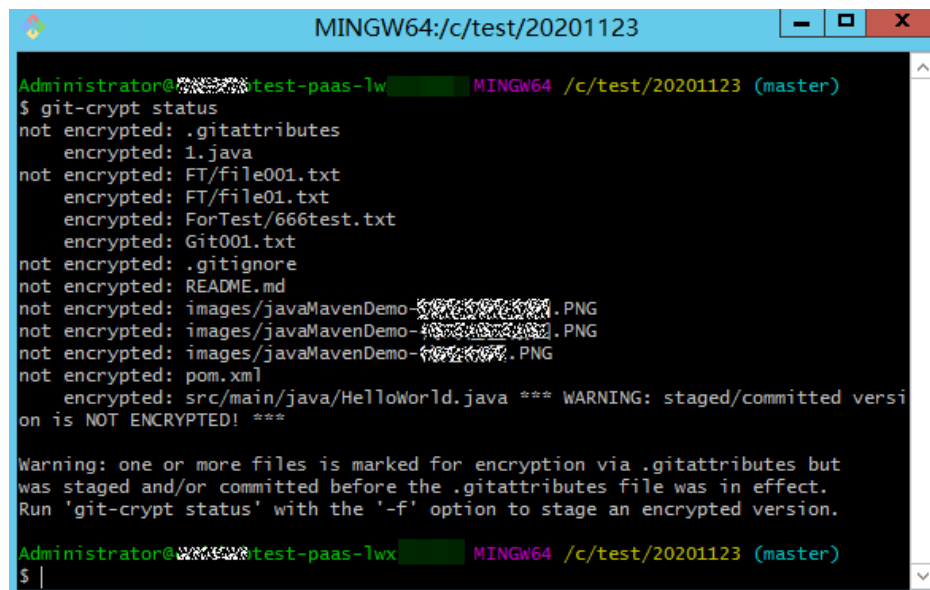 MINGW64:/c/test/20201123
Administrator@ test-paas-lw MINGW64 /c/test/20201123 (master)
$ git-crypt status
not encrypted: .gitattributes
    encrypted: 1.java
not encrypted: FT/file001.txt
    encrypted: FT/file01.txt
    encrypted: ForTest/666test.txt
    encrypted: Git001.txt
not encrypted: .gitignore
not encrypted: README.md
not encrypted: images/javaMavenDemo- .PNG
not encrypted: images/javaMavenDemo- .PNG
not encrypted: images/javaMavenDemo- .PNG
not encrypted: pom.xml
    encrypted: src/main/java/HelloWorld.java *** WARNING: staged/committed versi
on is NOT ENCRYPTED! ***
Warning: one or more files is marked for encryption via .gitattributes but
was staged and/or committed before the .gitattributes file was in effect.
Run 'git-crypt status' with the '-f' option to stage an encrypted version.
Administrator@ test-paas-lwx MINGW64 /c/test/20201123 (master)
$